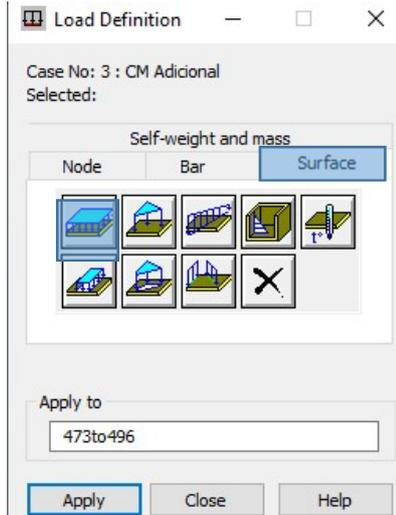 Load Definition
Case No: 3 : CM Adicional
Selected:
Self-weight and mass
Node Bar Surface
t°
Apply to
473to496
Apply Close Help